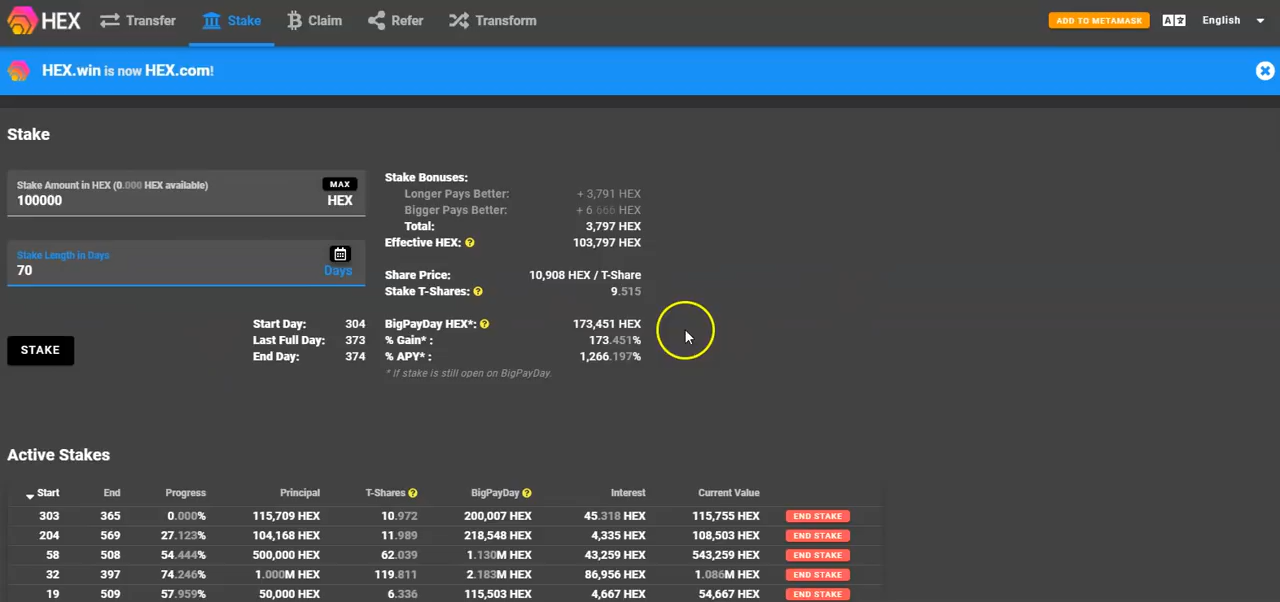 HEX Transfer Stake Claim Refer Transform ADD TO METAMASK English
HEX.win is now HEX.com!
Stake
Stake Amount in HEX (0.000 HEX available) MAX
100000 HEX
Stake Length in Days
70 Days
Start Day: 304
Last Full Day: 373
End Day: 374
STAKE
Stake Bonuses:
Longer Pays Better: + 3,791 HEX
Bigger Pays Better: + 6.666 HEX
Total: 3,797 HEX
Effective HEX: ? 103,797 HEX
Share Price: 10,908 HEX / T-Share
Stake T-Shares: ? 9.515
BigPayDay HEX*: ? 173,451 HEX
% Gain* : 173.451%
% APY* : 1,266.197%
* If stake is still open on BigPayDay.
Active Stakes
Start End Progress Principal T-Shares ? BigPayDay ? Interest Current Value
303 365 0.000% 115,709 HEX 10.972 200,007 HEX 45.318 HEX 115,755 HEX END STAKE
204 569 27.123% 104,168 HEX 11.989 218,548 HEX 4,335 HEX 108,503 HEX END STAKE
58 508 54.444% 500,000 HEX 62.039 1.130M HEX 43,259 HEX 543,259 HEX END STAKE
32 397 74.246% 1.000M HEX 119.811 2.183M HEX 86,956 HEX 1.086M HEX END STAKE
19 509 57.959% 50,000 HEX 6.336 115,503 HEX 4,667 HEX 54,667 HEX END STAKE